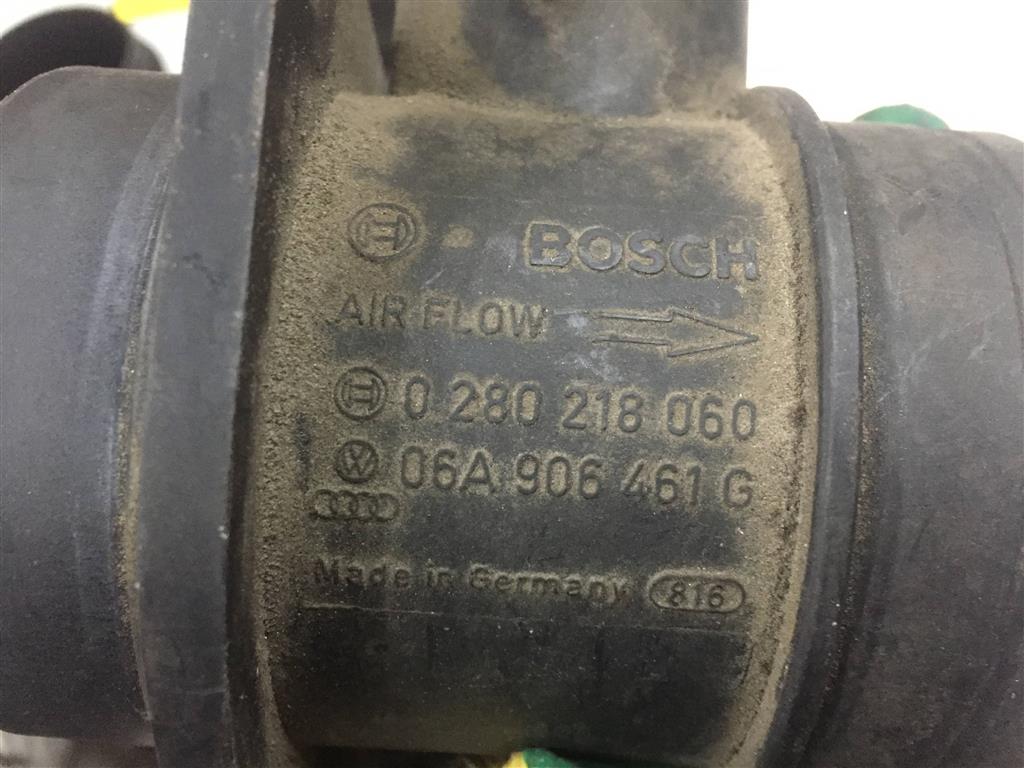 BOSCH
AIR FLOW
0 280 218 060
06A 906 461 G
Made in Germany 816